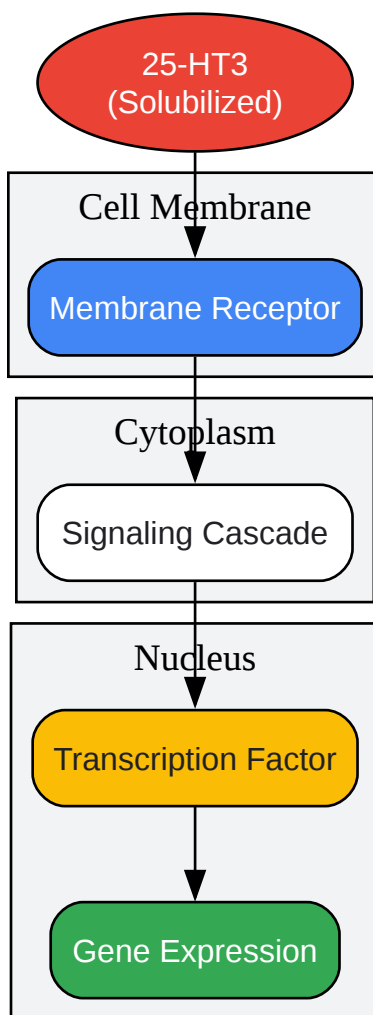 25-HT3
(Solubilized)
Cell Membrane
Membrane Receptor
Cytoplasm
Signaling Cascade
Nucleus
Transcription Factor
Gene Expression